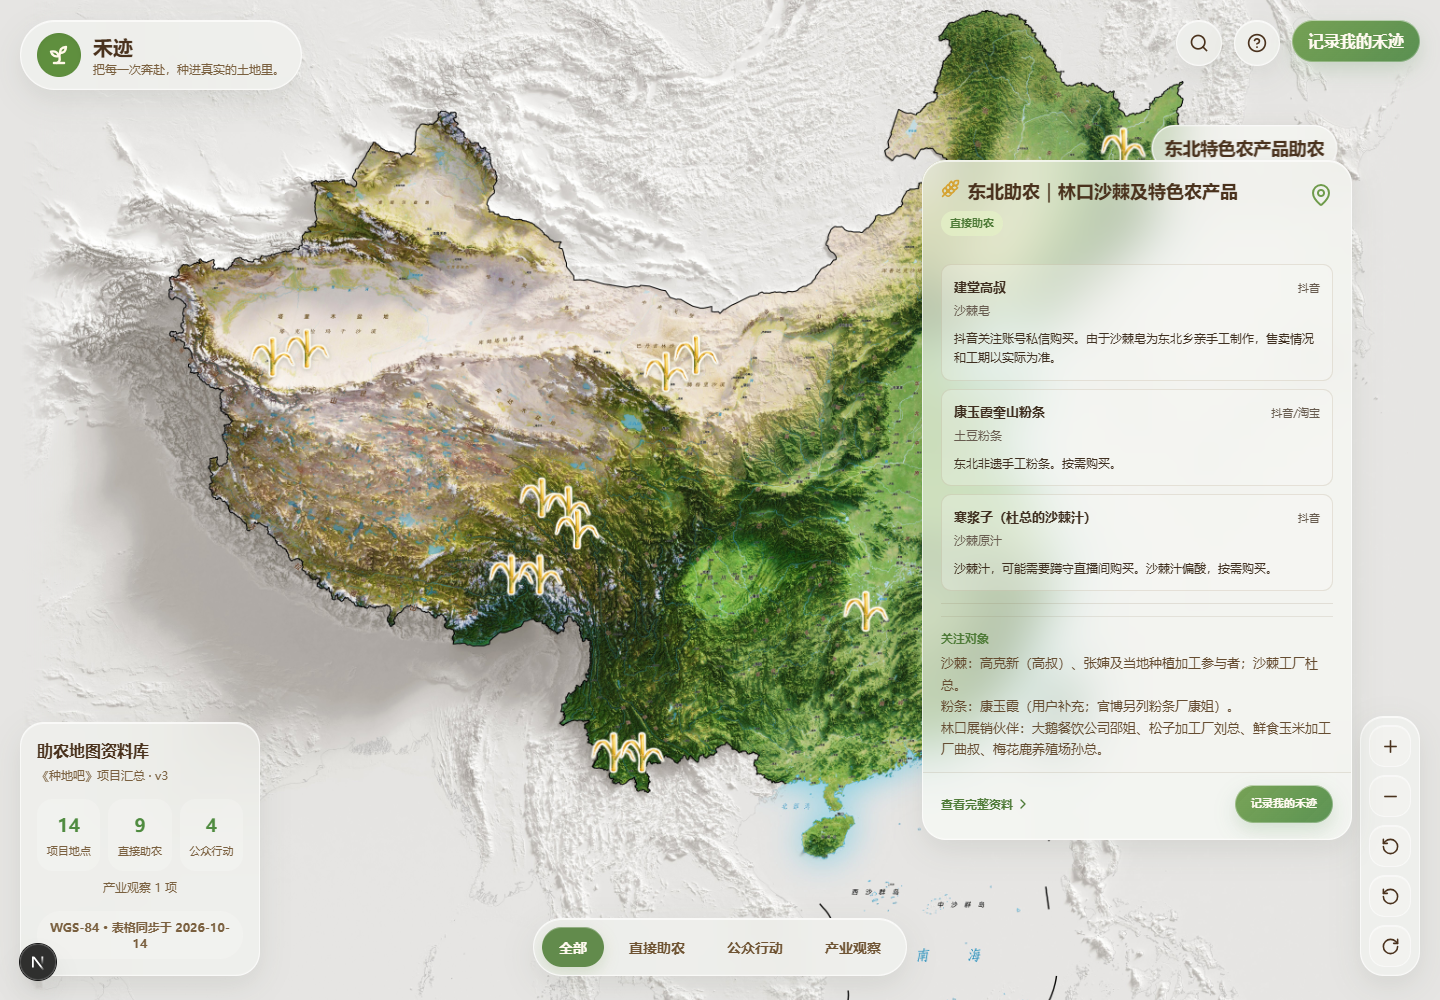 禾迹
把每一次奔赴，种进真实的土地里。
记录我的禾迹
东北特色农产品助农
东北助农｜林口沙棘及特色农产品
直接助农
建堂高叔
抖音
沙棘皂
抖音关注账号私信购买。由于沙棘皂为东北乡亲手工制作，售卖情况
和工期以实际为准。
康玉霞奎山粉条
抖音/淘宝
土豆粉条
东北非遗手工粉条。按需购买。
寒浆子（杜总的沙棘汁）
抖音
沙棘原汁
沙棘汁，可能需要蹲守直播间购买。沙棘汁偏酸，按需购买。
关注对象
沙棘：高克新（高叔）、张婶及当地种植加工参与者；沙棘工厂杜
总。
粉条：康玉霞（用户补充；官博另列粉条厂康姐）。
林口展销伙伴：大鹅餐饮公司邵姐、松子加工厂刘总、鲜食玉米加工
厂曲叔、梅花鹿养殖场孙总。
查看完整资料
记录我的禾迹
助农地图资料库
《种地吧》项目汇总 · v3
14
项目地点
9
直接助农
4
公众行动
产业观察 1 项
WGS-84 • 表格同步于 2026-10-
14
N
全部
直接助农
公众行动
产业观察
西沙群岛
中沙群岛
南海